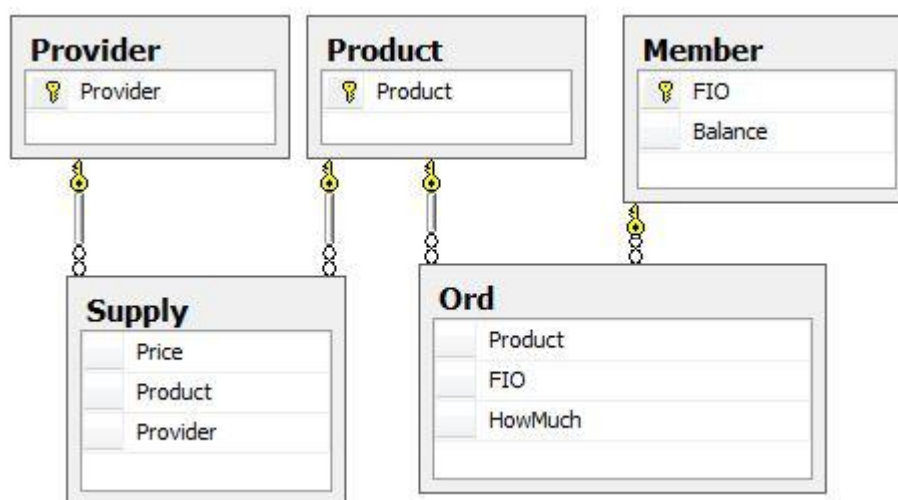 Provider
Provider
Product
Product
Member
FIO
Balance
Supply
Price
Product
Provider
Ord
Product
FIO
HowMuch